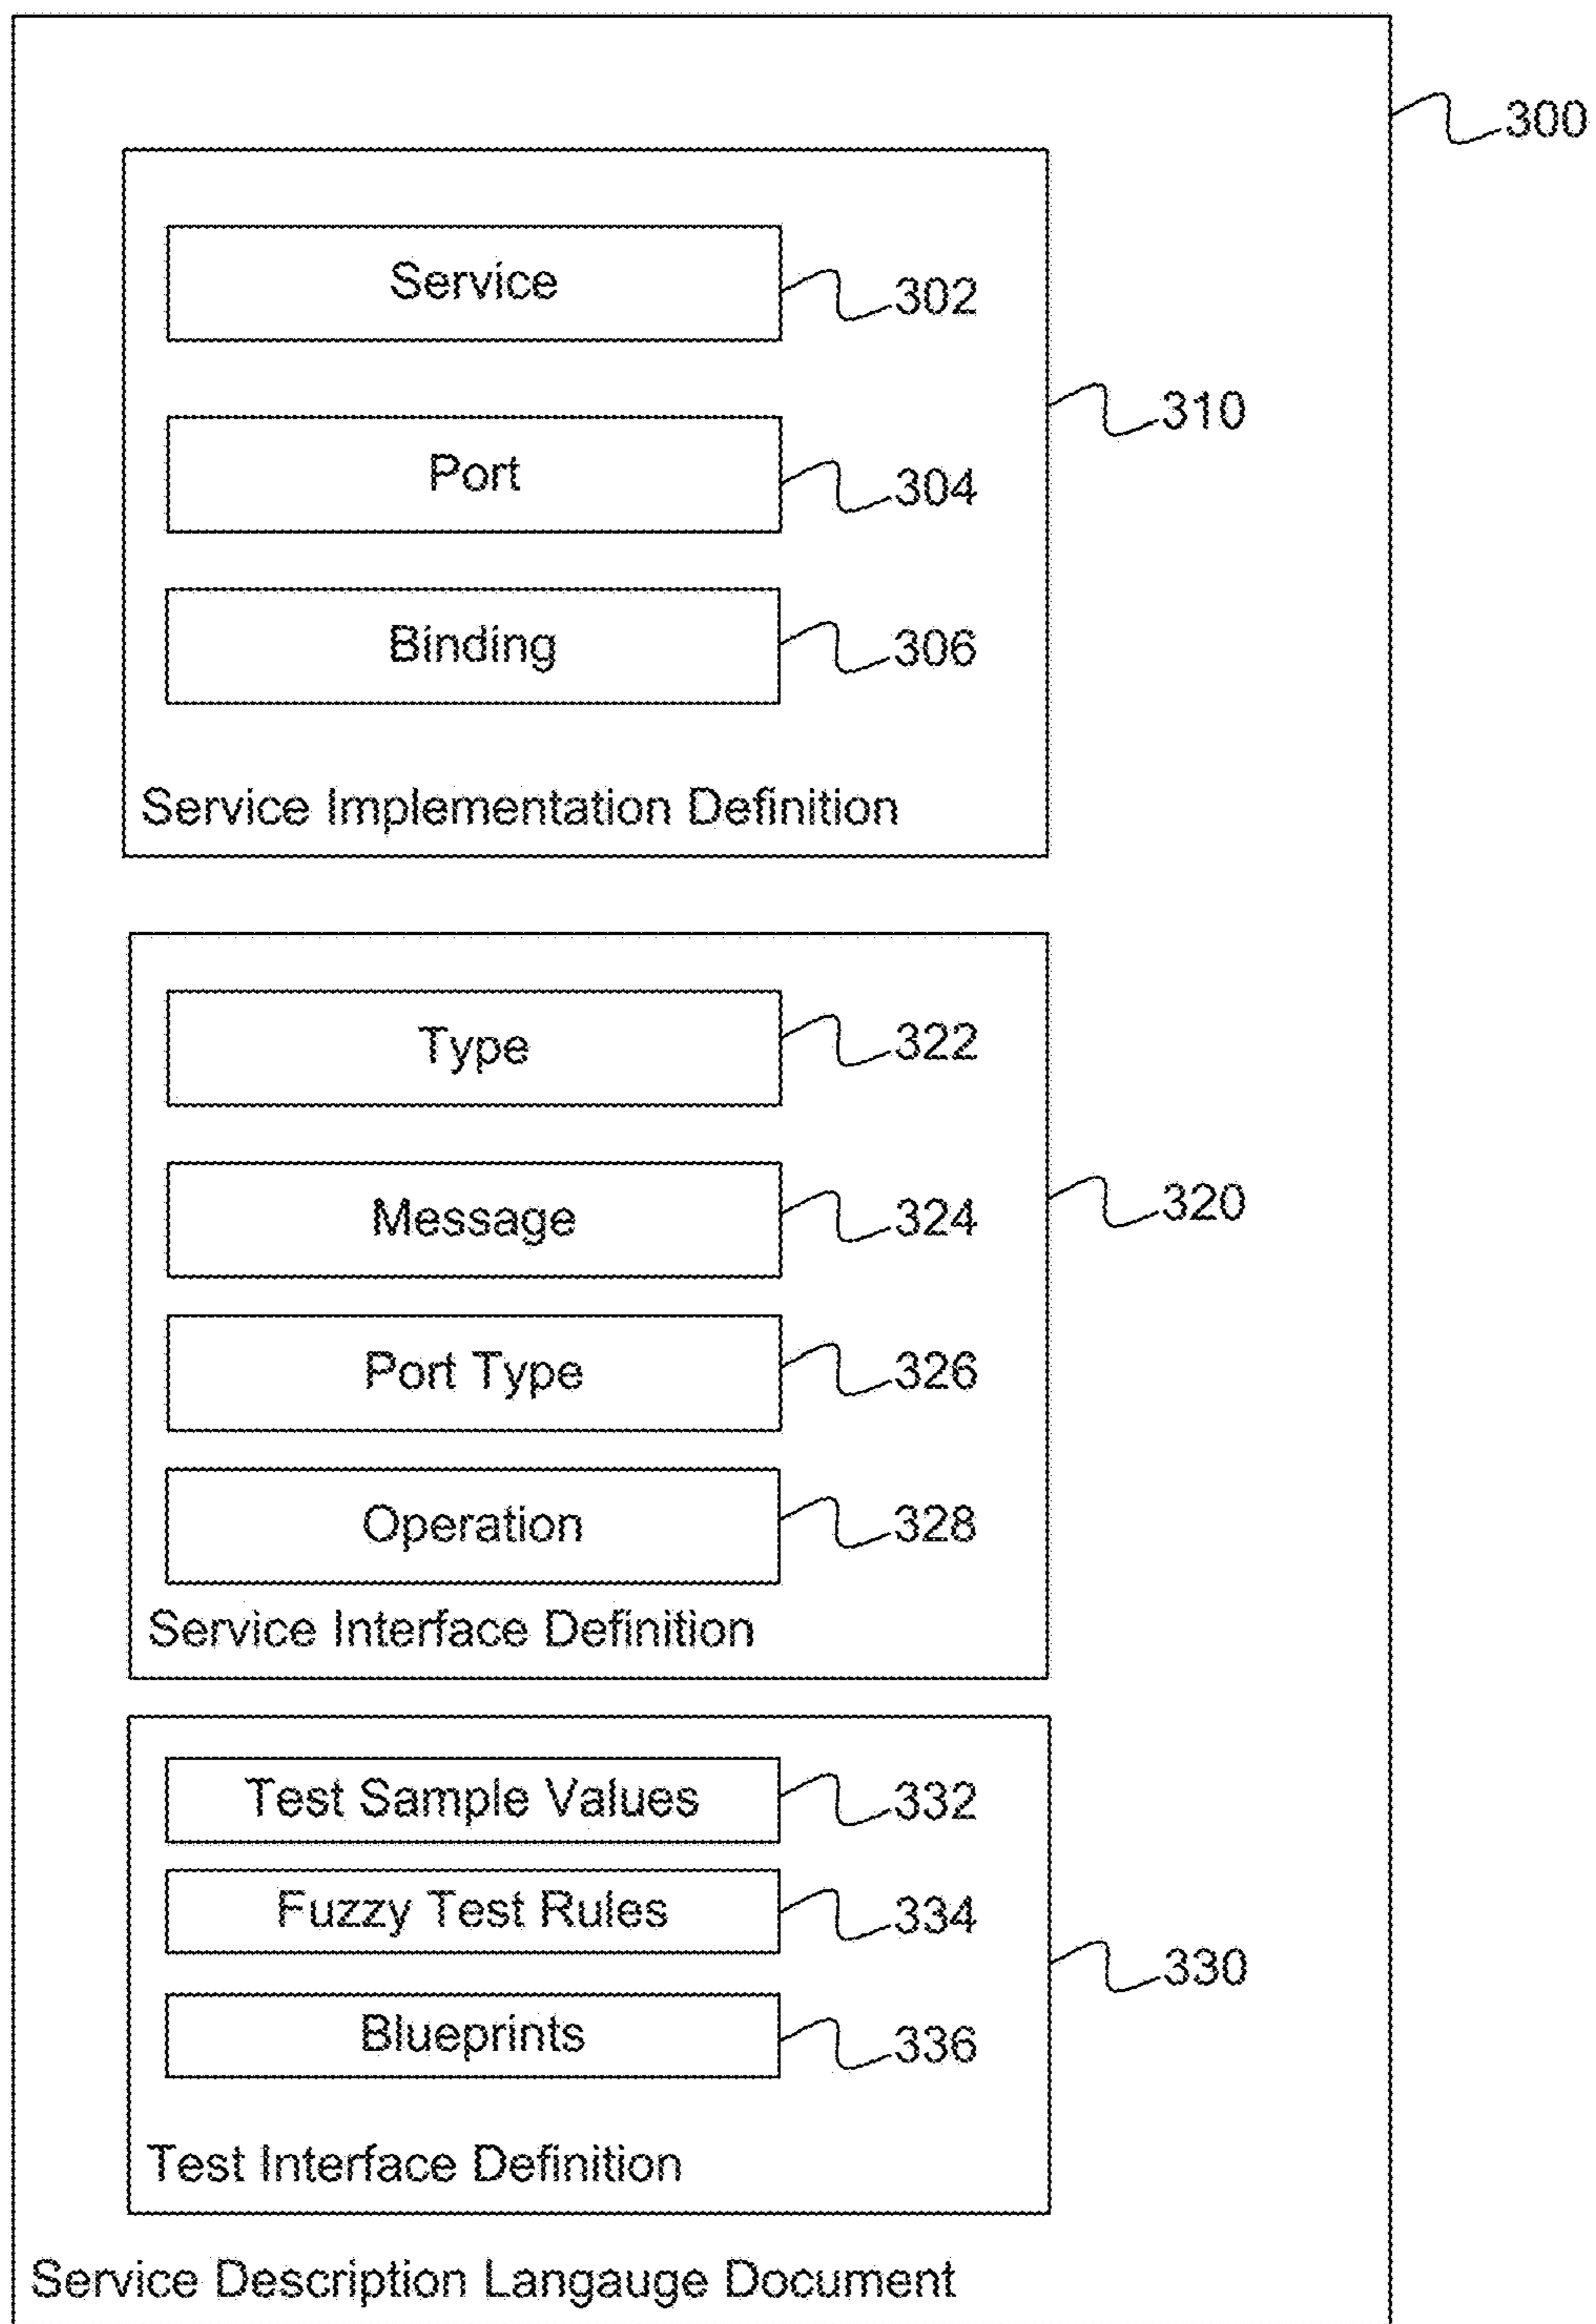 300
Service
302
310
Port
304
Binding
306
Service Implementation Definition
Type
322
Message
324
320
Port Type
326
Operation
328
Service Interface Definition
Test Sample Values
332
Fuzzy Test Rules
334
330
Blueprints
336
Test Interface Definition
Service Description Langauge Document